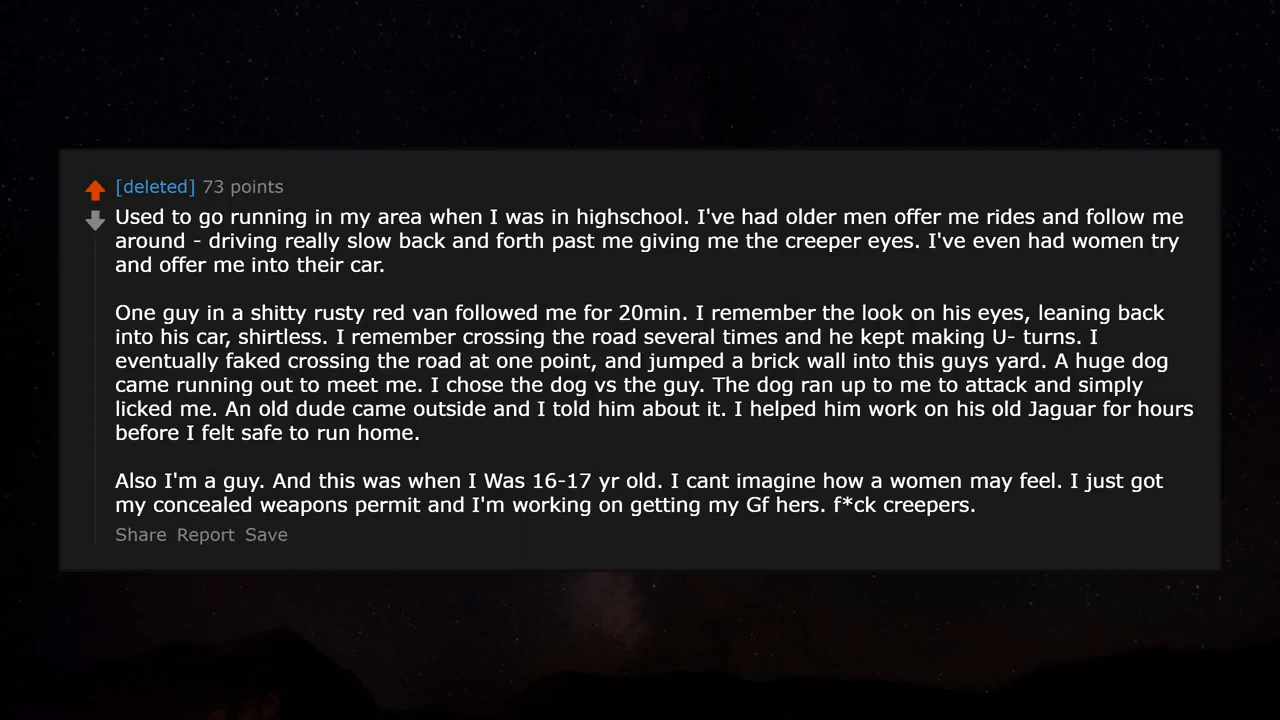 [deleted] 73 points
Used to go running in my area when I was in highschool. I've had older men offer me rides and follow me
around - driving really slow back and forth past me giving me the creeper eyes. I've even had women try
and offer me into their car.
One guy in a shitty rusty red van followed me for 20min. I remember the look on his eyes, leaning back
into his car, shirtless. I remember crossing the road several times and he kept making U- turns. I
eventually faked crossing the road at one point, and jumped a brick wall into this guys yard. A huge dog
came running out to meet me. I chose the dog vs the guy. The dog ran up to me to attack and simply
licked me. An old dude came outside and I told him about it. I helped him work on his old Jaguar for hours
before I felt safe to run home.
Also I'm a guy. And this was when I Was 16-17 yr old. I cant imagine how a women may feel. I just got
my concealed weapons permit and I'm working on getting my Gf hers. f*ck creepers.
Share Report Save